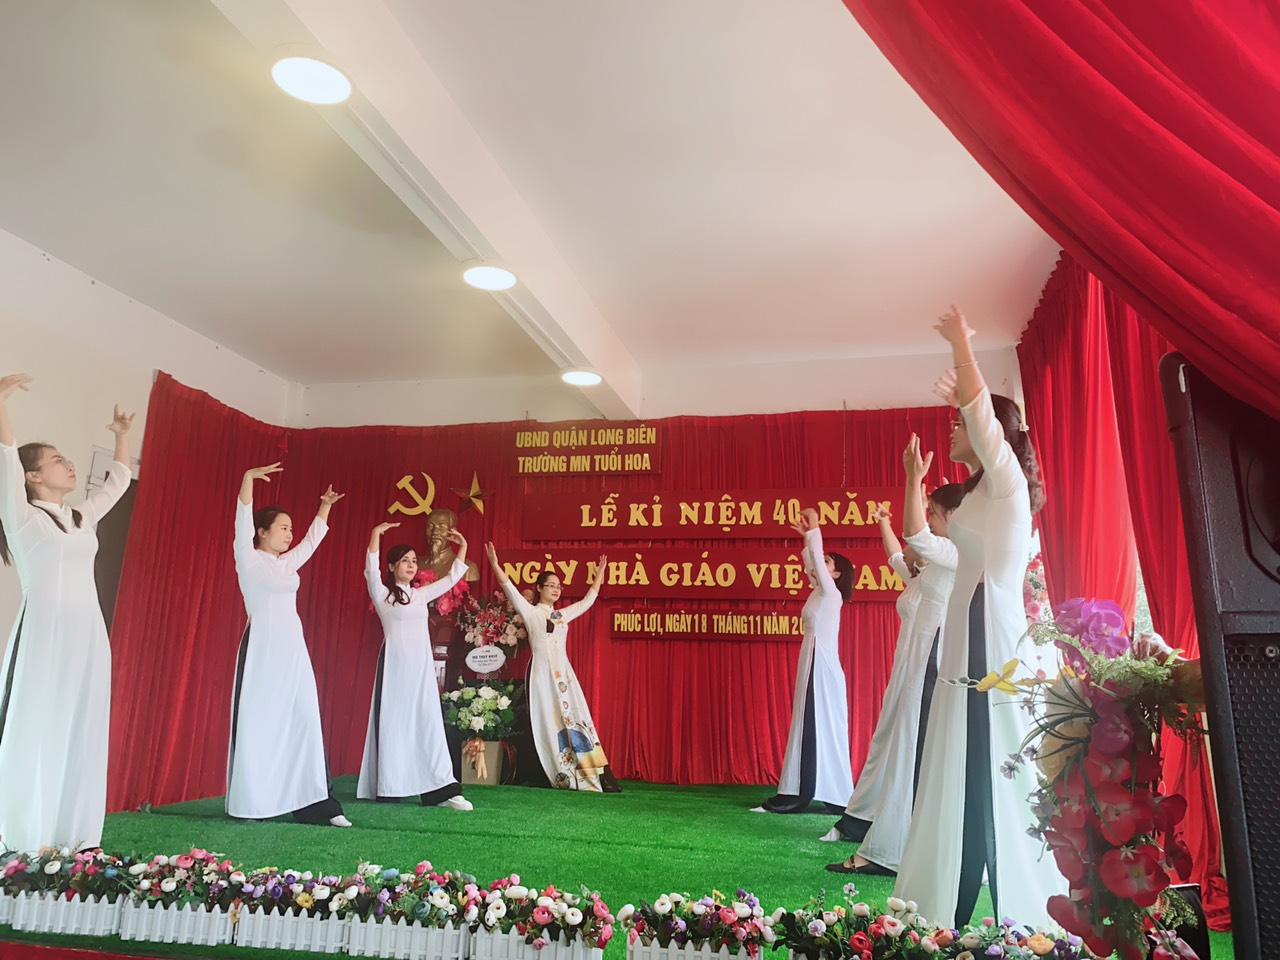 UBND QUẬN LONG BIÊN
TRƯỜNG MN TUỔI HOA
LỄ KỈ NIỆM 40 NĂM
NGÀY NHÀ GIÁO VIỆT NAM
PHÚC LỢI, NGÀY 18 THÁNG 11 NĂM